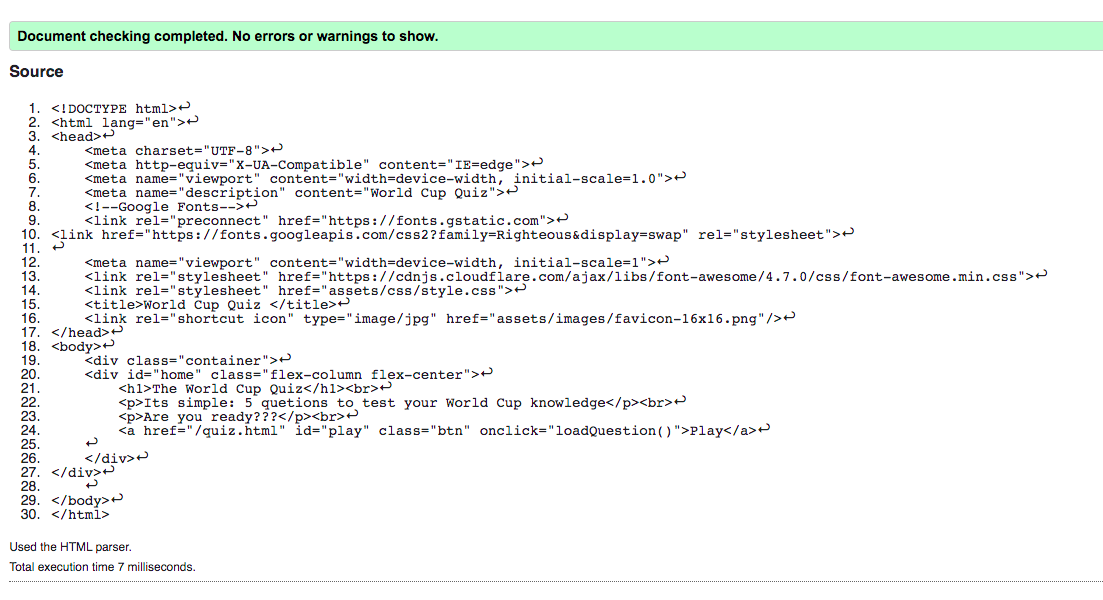 Document checking completed. No errors or warnings to show.
Source
1. <!DOCTYPE html>↩
2. <html lang="en">↩
3. <head>↩
4.     <meta charset="UTF-8">↩
5.     <meta http-equiv="X-UA-Compatible" content="IE=edge">↩
6.     <meta name="viewport" content="width=device-width, initial-scale=1.0">↩
7.     <meta name="description" content="World Cup Quiz">↩
8.     <!--Google Fonts-->↩
9.     <link rel="preconnect" href="https://fonts.gstatic.com">↩
10. <link href="https://fonts.googleapis.com/css2?family=Righteous&display=swap" rel="stylesheet">↩
11. ↩
12.     <meta name="viewport" content="width=device-width, initial-scale=1">↩
13.     <link rel="stylesheet" href="https://cdnjs.cloudflare.com/ajax/libs/font-awesome/4.7.0/css/font-awesome.min.css">↩
14.     <link rel="stylesheet" href="assets/css/style.css">↩
15.     <title>World Cup Quiz </title>↩
16.     <link rel="shortcut icon" type="image/jpg" href="assets/images/favicon-16x16.png"/>↩
17. </head>↩
18. <body>↩
19.     <div class="container">↩
20.     <div id="home" class="flex-column flex-center">↩
21.         <h1>The World Cup Quiz</h1><br>↩
22.         <p>Its simple: 5 quetions to test your World Cup knowledge</p><br>↩
23.         <p>Are you ready???</p><br>↩
24.         <a href="/quiz.html" id="play" class="btn" onclick="loadQuestion()">Play</a>↩
25.     ↩
26.     </div>↩
27. </div>↩
28.     ↩
29. </body>↩
30. </html>
Used the HTML parser.
Total execution time 7 milliseconds.